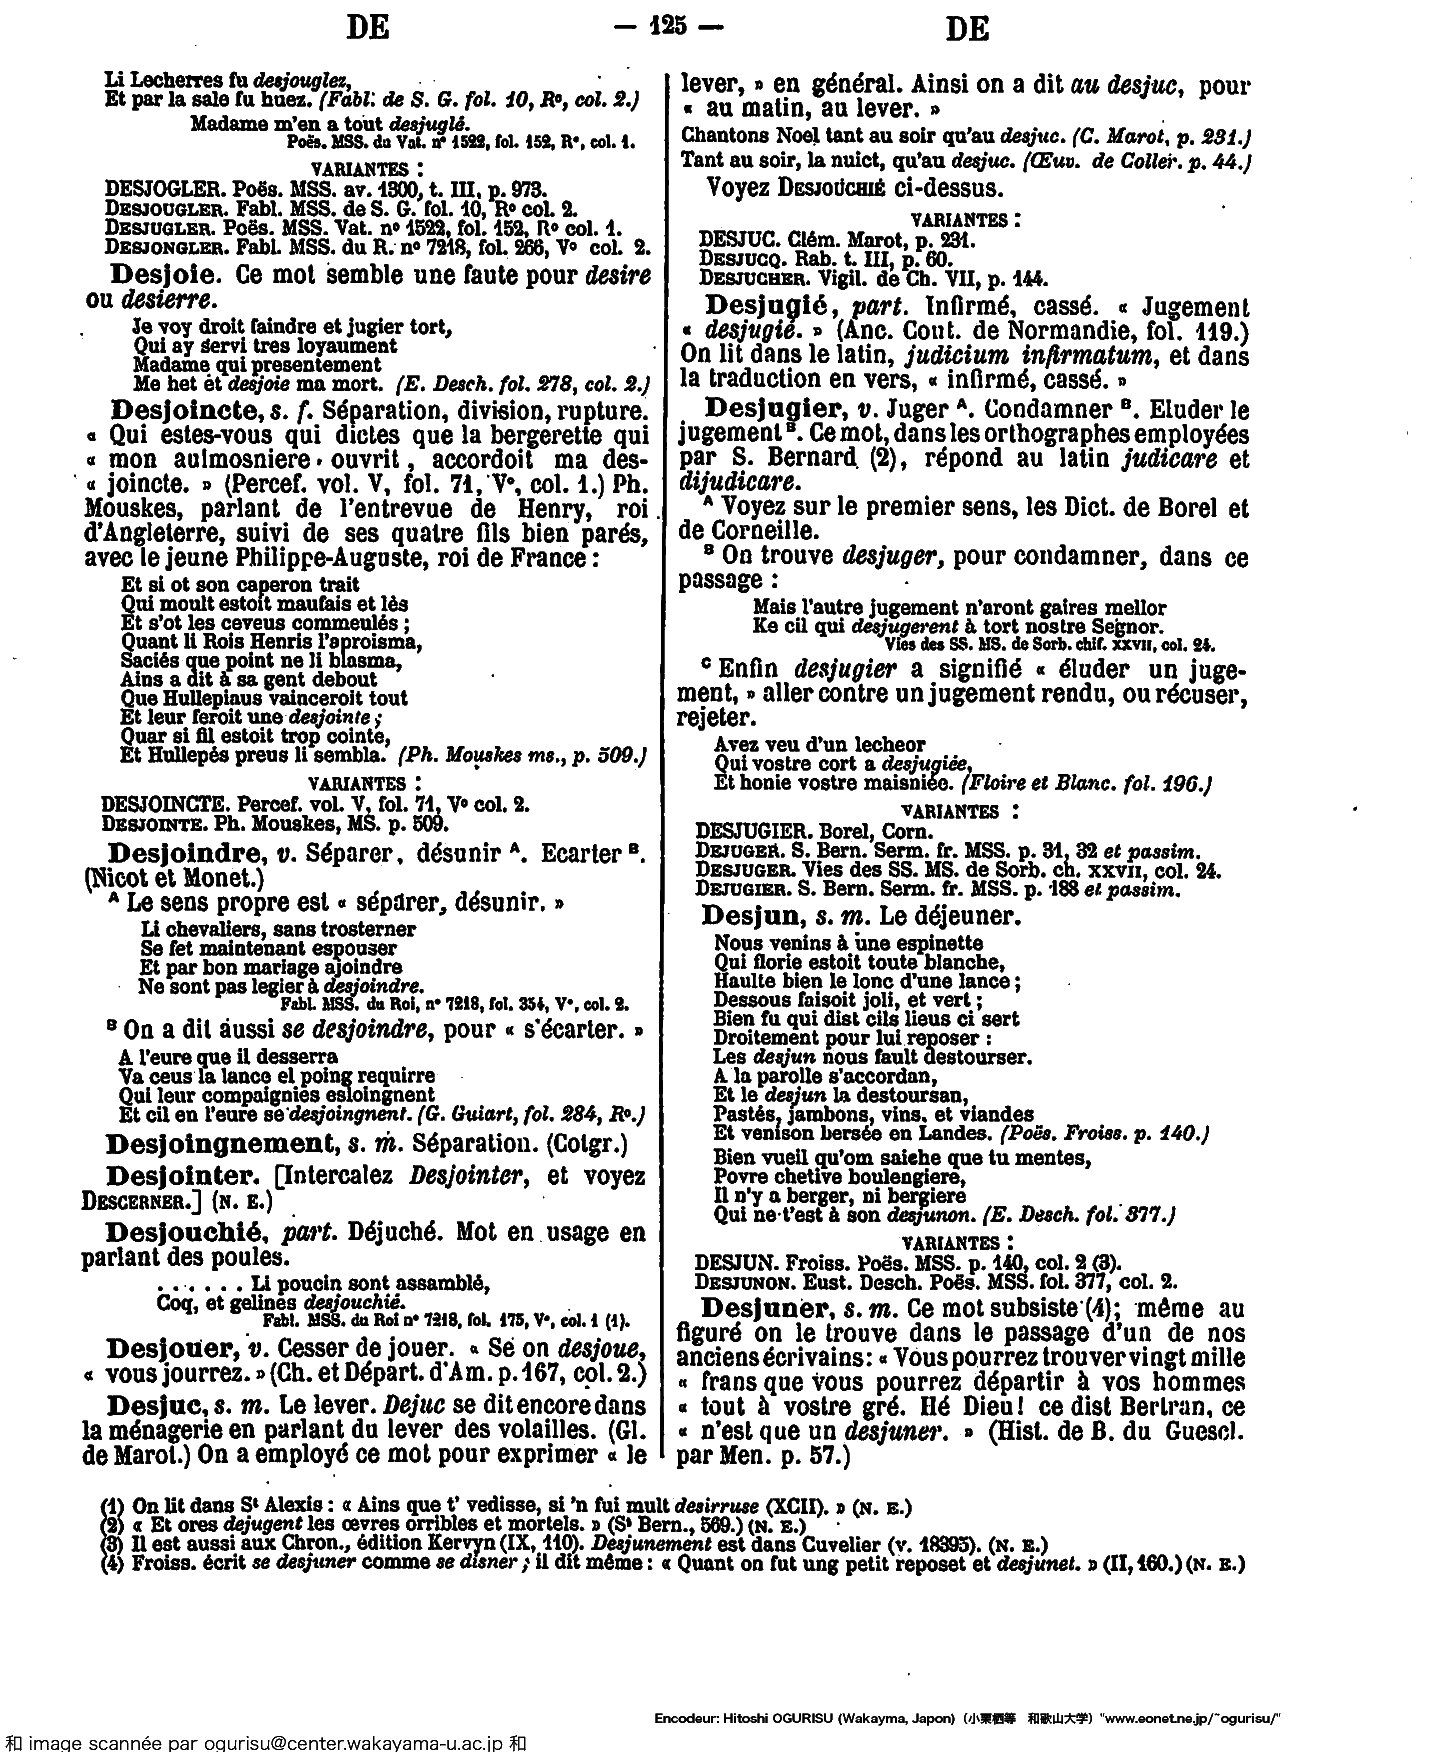 DE — 125 — DE
Li Lecherres fu desjouglez,
Et par la sale fu huez. (Fabl. de S. G. fol. 10, Rº, col. 2.)
Madame m'en a tout desjuglé.
Poës. MSS. du Vat. nº 1522, fol. 152, Rº, col. 1.
VARIANTES :
DESJOGLER. Poës. MSS. av. 1300, t. III, p. 973.
DESJOUGLER. Fabl. MSS. de S. G. fol. 10, Rº col. 2.
DESJUGLER. Poës. MSS. Vat. nº 1522, fol. 152, Rº col. 1.
DESJONGLER. Fabl. MSS. du R. nº 7218, fol. 266, Vº col. 2.
Desjoie. Ce mot semble une faute pour desire
ou desierre.
Je voy droit faindre et jugier tort,
Qui ay servi tres loyaument
Madame qui presentement
Me het et desjoie ma mort. (E. Desch. fol. 278, col. 2.)
Desjoincte, s. f. Séparation, division, rupture.
« Qui estes-vous qui dictes que la bergerette qui
« mon aulmosniere ouvrit, accordoit ma des-
« joincte. » (Percef. vol. V, fol. 71, Vº, col. 1.) Ph.
Mouskes, parlant de l'entrevue de Henry, roi
d'Angleterre, suivi de ses quatre fils bien parés,
avec le jeune Philippe-Auguste, roi de France :
Et si ot son caperon trait
Qui moult estoit maufais et lès
Et s'ot les ceveus commeulés ;
Quant li Rois Henris l'aproisma,
Saciés que point ne li blasma,
Ains a dit à sa gent debout
Que Hullepiaus vainceroit tout
Et leur feroit une desjointe ;
Quar si fil estoit trop cointe,
Et Hullepés preus li sembla. (Ph. Mouskes ms., p. 509.)
VARIANTES :
DESJOINCTE. Percef. vol. V, fol. 71, Vº col. 2.
DESJOINTE. Ph. Mouskes, MS. p. 509.
Desjoindre, v. Séparer, désunir A. Ecarter B.
(Nicot et Monet.)
A Le sens propre est « séparer, désunir. »
Li chevaliers, sans trosterner
Se fet maintenant espouser
Et par bon mariage ajoindre
Ne sont pas legier à desjoindre.
Fabl. MSS. du Roi, nº 7218, fol. 334, Vº, col. 2.
B On a dit aussi se desjoindre, pour « s'écarter. »
A l'eure que il desserra
Va ceus la lance el poing requirre
Qui leur compaignies esloingnent
Et cil en l'eure se desjoingnent. (G. Guiart, fol. 284, Rº.)
Desjoingnement, s. m. Séparation. (Cotgr.)
Desjointer. [Intercalez Desjointer, et voyez
DESCERNER.] (N. E.)
Desjouchié, part. Déjuché. Mot en usage en
parlant des poules.
. . . . . . Li poucin sont assamblé,
Coq, et gelines desjouchié.
Fabl. MSS. du Roi nº 7218, fol. 175, Vº, col. 1 (1).
Desjouer, v. Cesser de jouer. « Se on desjoue,
« vous jourrez. » (Ch. et Départ. d'Am. p. 167, col. 2.)
Desjuc, s. m. Le lever. Dejuc se dit encore dans
la ménagerie en parlant du lever des volailles. (Gl.
de Marot.) On a employé ce mot pour exprimer « le
lever, » en général. Ainsi on a dit au desjuc, pour
« au matin, au lever. »
Chantons Noel tant au soir qu'au desjuc. (C. Marot, p. 231.)
Tant au soir, la nuict, qu'au desjuc. (Œuv. de Coller. p. 44.)
Voyez DESJOUCHIÉ ci-dessus.
VARIANTES :
DESJUC. Clém. Marot, p. 231.
DESJUCQ. Rab. t. III, p. 60.
DESJUCHER. Vigil. de Ch. VII, p. 144.
Desjugié, part. Infirmé, cassé. « Jugement
« desjugié. » (Anc. Cout. de Normandie, fol. 119.)
On lit dans le latin, judicium infirmatum, et dans
la traduction en vers, « infirmé, cassé. »
Desjugier, v. Juger A. Condamner B. Eluder le
jugement B. Ce mot, dans les orthographes employées
par S. Bernard (2), répond au latin judicare et
dijudicare.
A Voyez sur le premier sens, les Dict. de Borel et
de Corneille.
B On trouve desjuger, pour condamner, dans ce
passage :
Mais l'autre jugement n'aront gaires mellor
Ke cil qui desjugerent à tort nostre Segnor.
Vies des SS. MS. de Sorb. chif. XXVII, col. 24.
C Enfin desjugier a signifié « éluder un juge-
ment, » aller contre un jugement rendu, ou récuser,
rejeter.
Avez veu d'un lecheor
Qui vostre cort a desjugiée,
Et honie vostre maisniée. (Floire et Blanc. fol. 196.)
VARIANTES :
DESJUGIER. Borel, Corn.
DEJUGER. S. Bern. Serm. fr. MSS. p. 31, 32 et passim.
DESJUGER. Vies des SS. MS. de Sorb. ch. XXVII, col. 24.
DEJUGIER. S. Bern. Serm. fr. MSS. p. 188 et passim.
Desjun, s. m. Le déjeuner.
Nous venins à une espinette
Qui florie estoit toute blanche,
Haulte bien le lonc d'une lance ;
Dessous faisoit joli, et vert ;
Bien fu qui dist cils lieus ci sert
Droitement pour lui reposer :
Les desjun nous fault destourser.
A la parolle s'accordan,
Et le desjun la destoursan,
Pastés, jambons, vins, et viandes
Et venison bersée en Landes. (Poës. Froiss. p. 140.)
Bien vueil qu'om saiche que tu mentes,
Povre chetive boulengiere,
Il n'y a berger, ni bergiere
Qui ne t'est à son desjunon. (E. Desch. fol. 377.)
VARIANTES :
DESJUN. Froiss. Poës. MSS. p. 140, col. 2 (3).
DESJUNON. Eust. Desch. Poës. MSS. fol. 377, col. 2.
Desjuner, s. m. Ce mot subsiste (4); même au
figuré on le trouve dans le passage d'un de nos
anciens écrivains : « Vous pourrez trouver vingt mille
« frans que vous pourrez départir à vos hommes
« tout à vostre gré. Hé Dieu! ce dist Bertran, ce
« n'est que un desjuner. » (Hist. de B. du Guescl.
par Men. p. 57.)
(1) On lit dans St Alexis : « Ains que t' vedisse, si 'n fui mult desirruse (XCII). » (N. E.)
(2) « Et ores dejugent les œvres orribles et mortels. » (St Bern., 569.) (N. E.)
(3) Il est aussi aux Chron., édition Kervyn (IX, 110). Desjunement est dans Cuvelier (v. 18395). (N. E.)
(4) Froiss. écrit se desjuner comme se disner ; il dit même : « Quant on fut ung petit reposet et desjunet. » (II, 160.) (N. E.)
Encodeur: Hitoshi OGURISU (Wakayma, Japon) (小栗栖等 和歌山大学) "www.eonet.ne.jp/~ogurisu/"
和 image scannée par ogurisu@center.wakayama-u.ac.jp 和